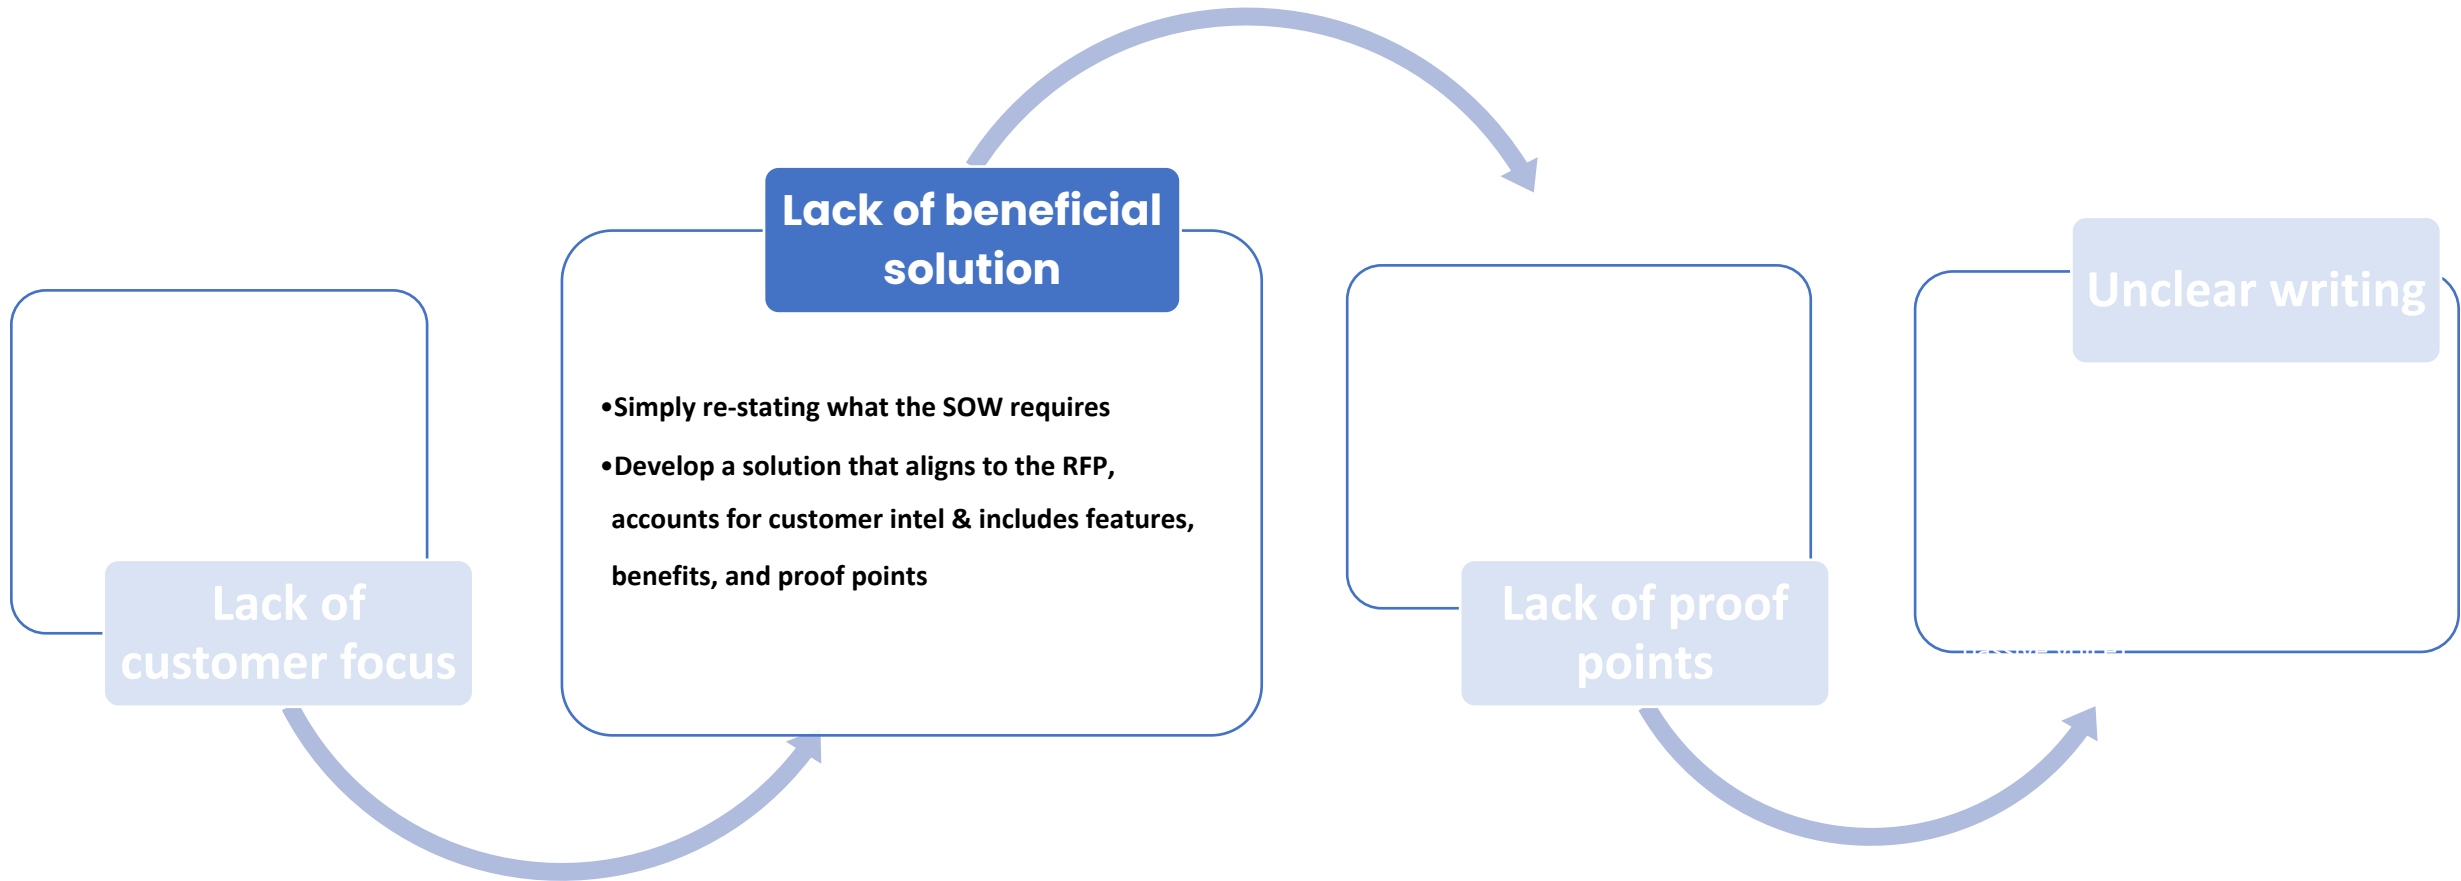 Lack of
customer focus
Lack of beneficial
solution
•Simply re-stating what the SOW requires
•Develop a solution that aligns to the RFP,
accounts for customer intel & includes features,
benefits, and proof points
Lack of proof
points
Unclear writing